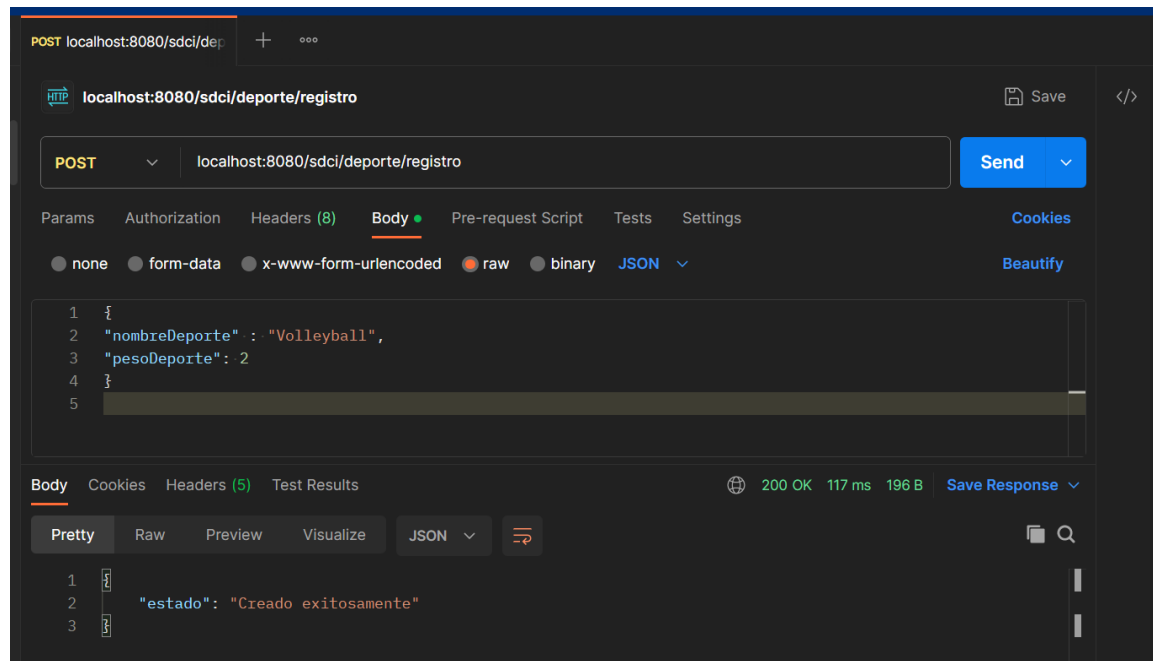 POST localhost:8080/sdci/dep
HTTP localhost:8080/sdci/deporte/registro Save </>
POST localhost:8080/sdci/deporte/registro Send
Params Authorization Headers (8) Body Pre-request Script Tests Settings Cookies
none form-data x-www-form-urlencoded raw binary JSON Beautify
1 {
2 "nombreDeporte" : "Volleyball",
3 "pesoDeporte": 2
4 }
5
Body Cookies Headers (5) Test Results 200 OK 117 ms 196 B Save Response
Pretty Raw Preview Visualize JSON
1 {
2 "estado": "Creado exitosamente"
3 }